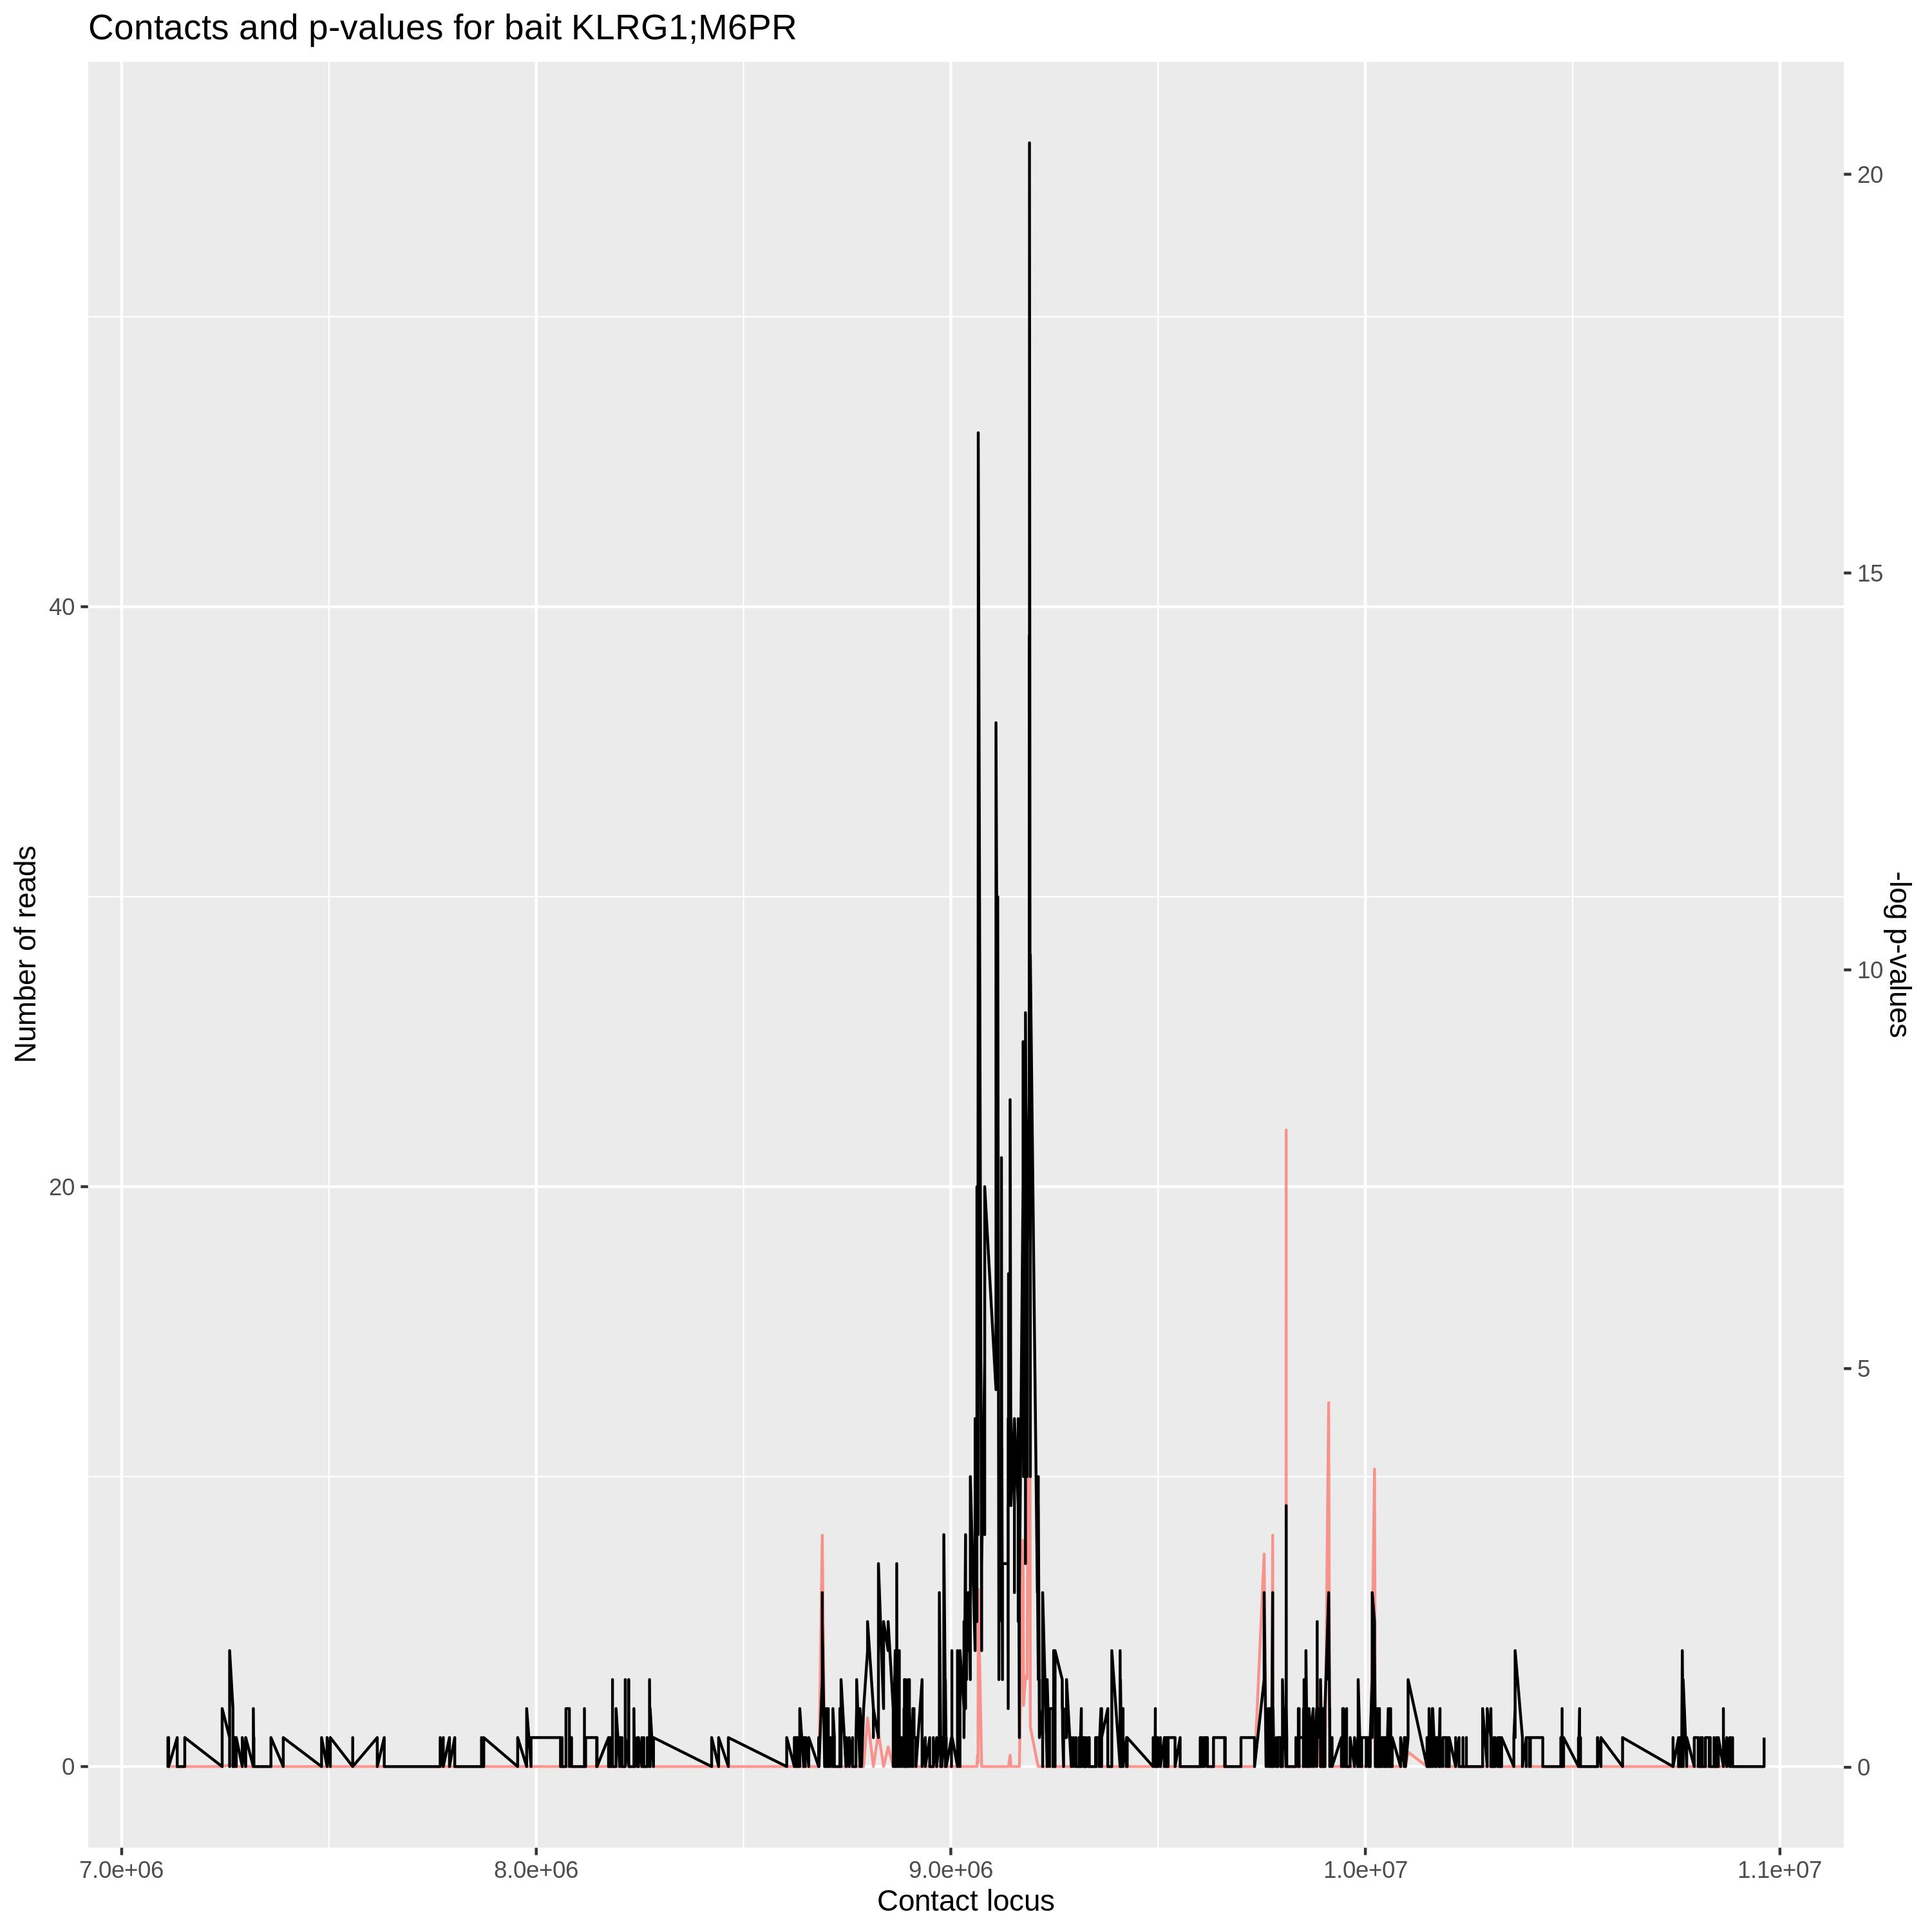 Contacts and p-values for bait KLRG1;M6PR
Number of reads
40
20
0
20
15
10
5
0
-log p-values
7.0e+06
8.0e+06
9.0e+06
1.0e+07
1.1e+07
Contact locus